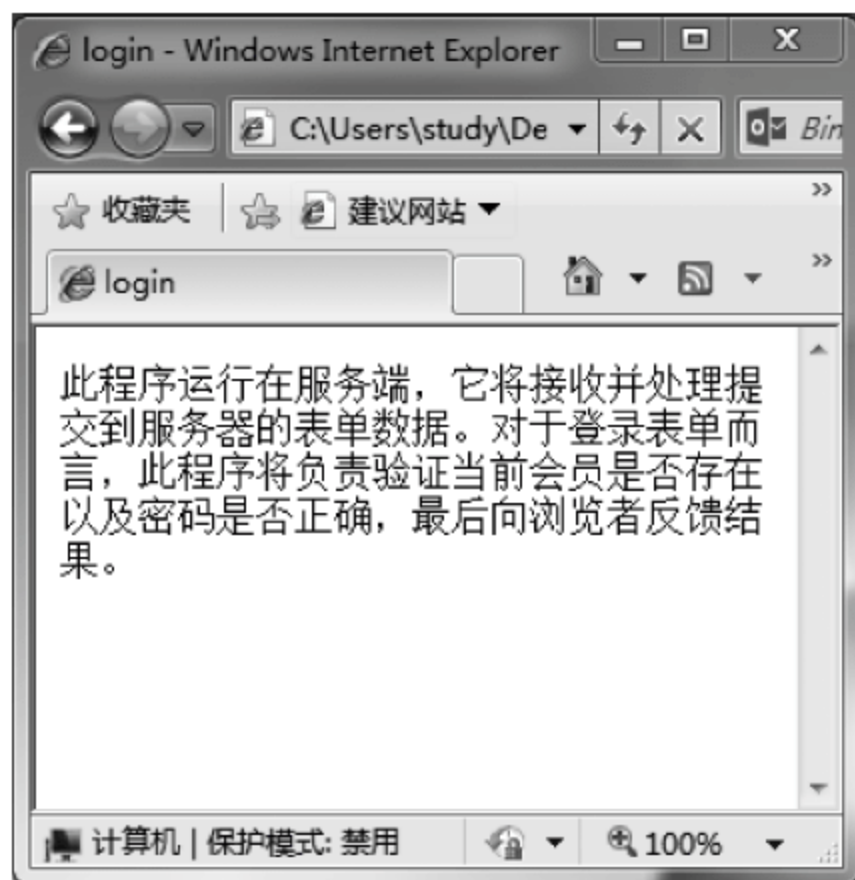 login - Windows Internet Explorer
C:\Users\study\De
Bin
收藏夹
建议网站
login
此程序运行在服务端，它将接收并处理提
交到服务器的表单数据。对于登录表单而
言，此程序将负责验证当前会员是否存在
以及密码是否正确，最后向浏览者反馈结
果。
计算机 | 保护模式: 禁用
100%